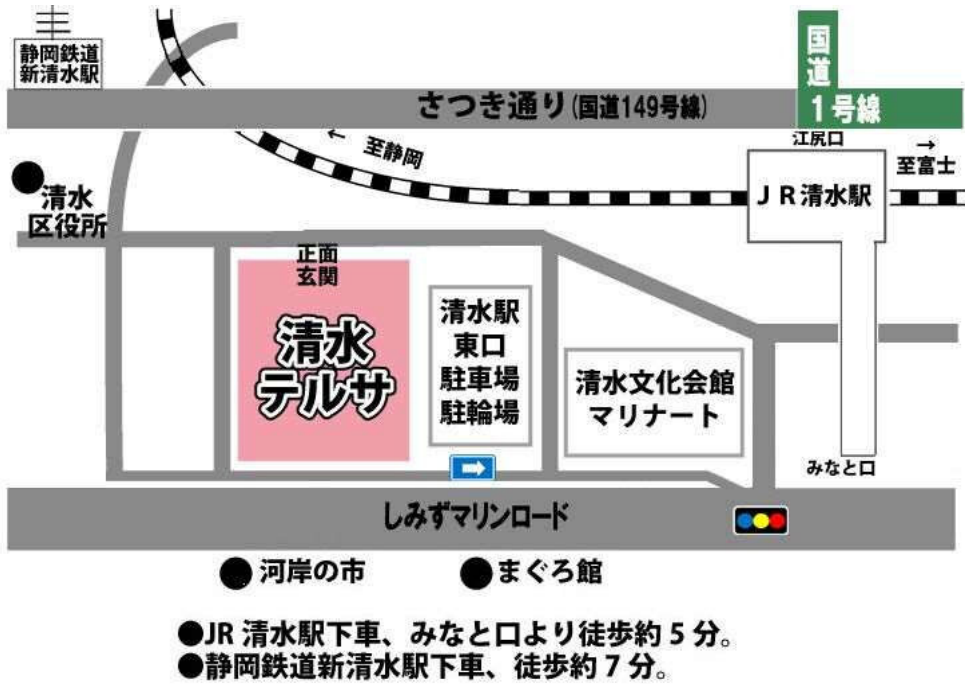 静岡鉄道
新清水駅
国道
1号線
さつき通り(国道149号線)
← 至静岡
江尻口
→
至富士
JR清水駅
清水
区役所
正面
玄関
清水
テルサ
清水駅
東口
駐車場
駐輪場
清水文化会館
マリナート
みなと口
➡
しみずマリンロード
●河岸の市
●まぐろ館
●JR 清水駅下車、みなと口より徒歩約 5 分。
●静岡鉄道新清水駅下車、徒歩約 7 分。